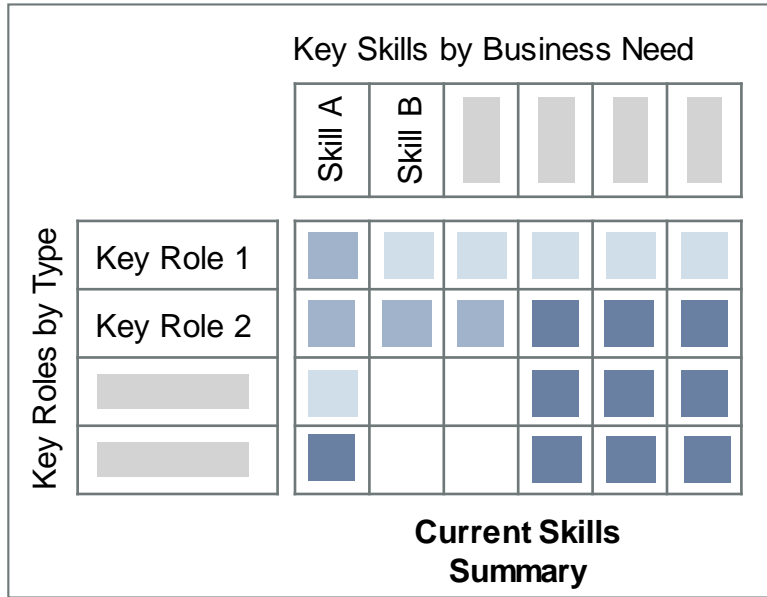 Key Skills by Business Need
Skill A
Skill B
Key Roles by Type
Key Role 1
Key Role 2
Current Skills
Summary